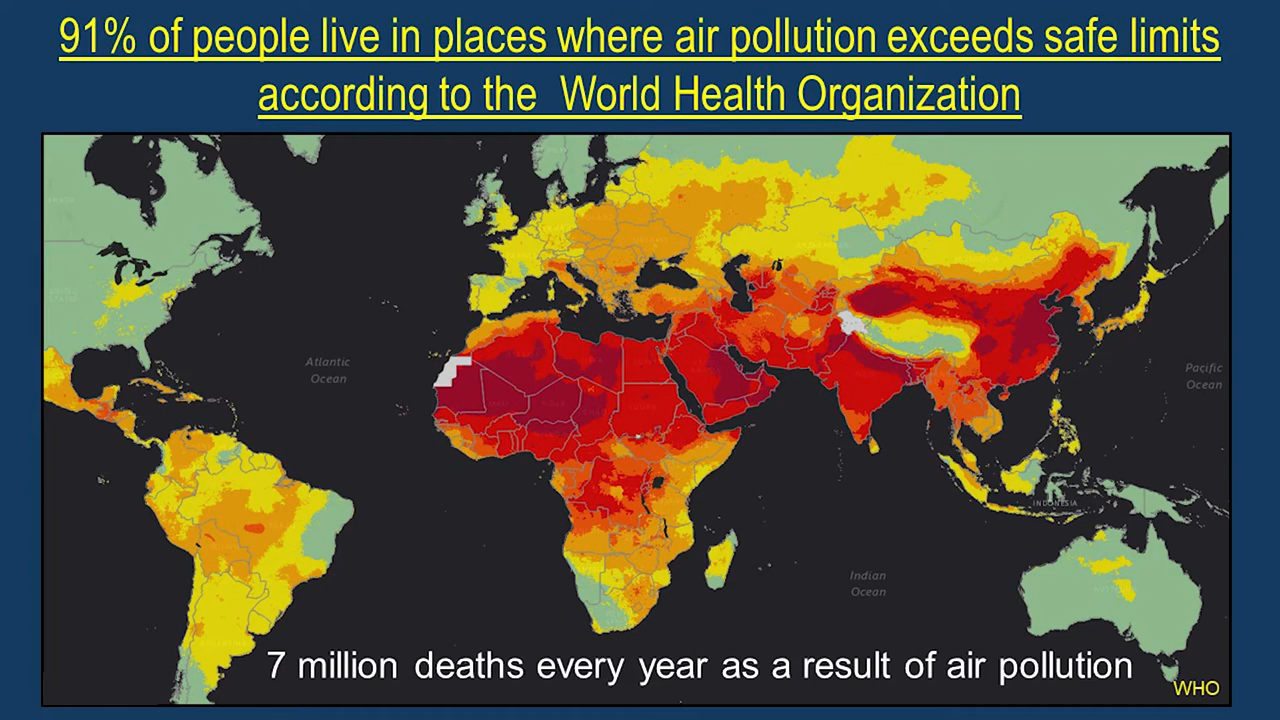 91% of people live in places where air pollution exceeds safe limits
according to the World Health Organization
Atlantic
Ocean
Pacific
Ocean
INDONESIA
Indian
Ocean
7 million deaths every year as a result of air pollution
WHO